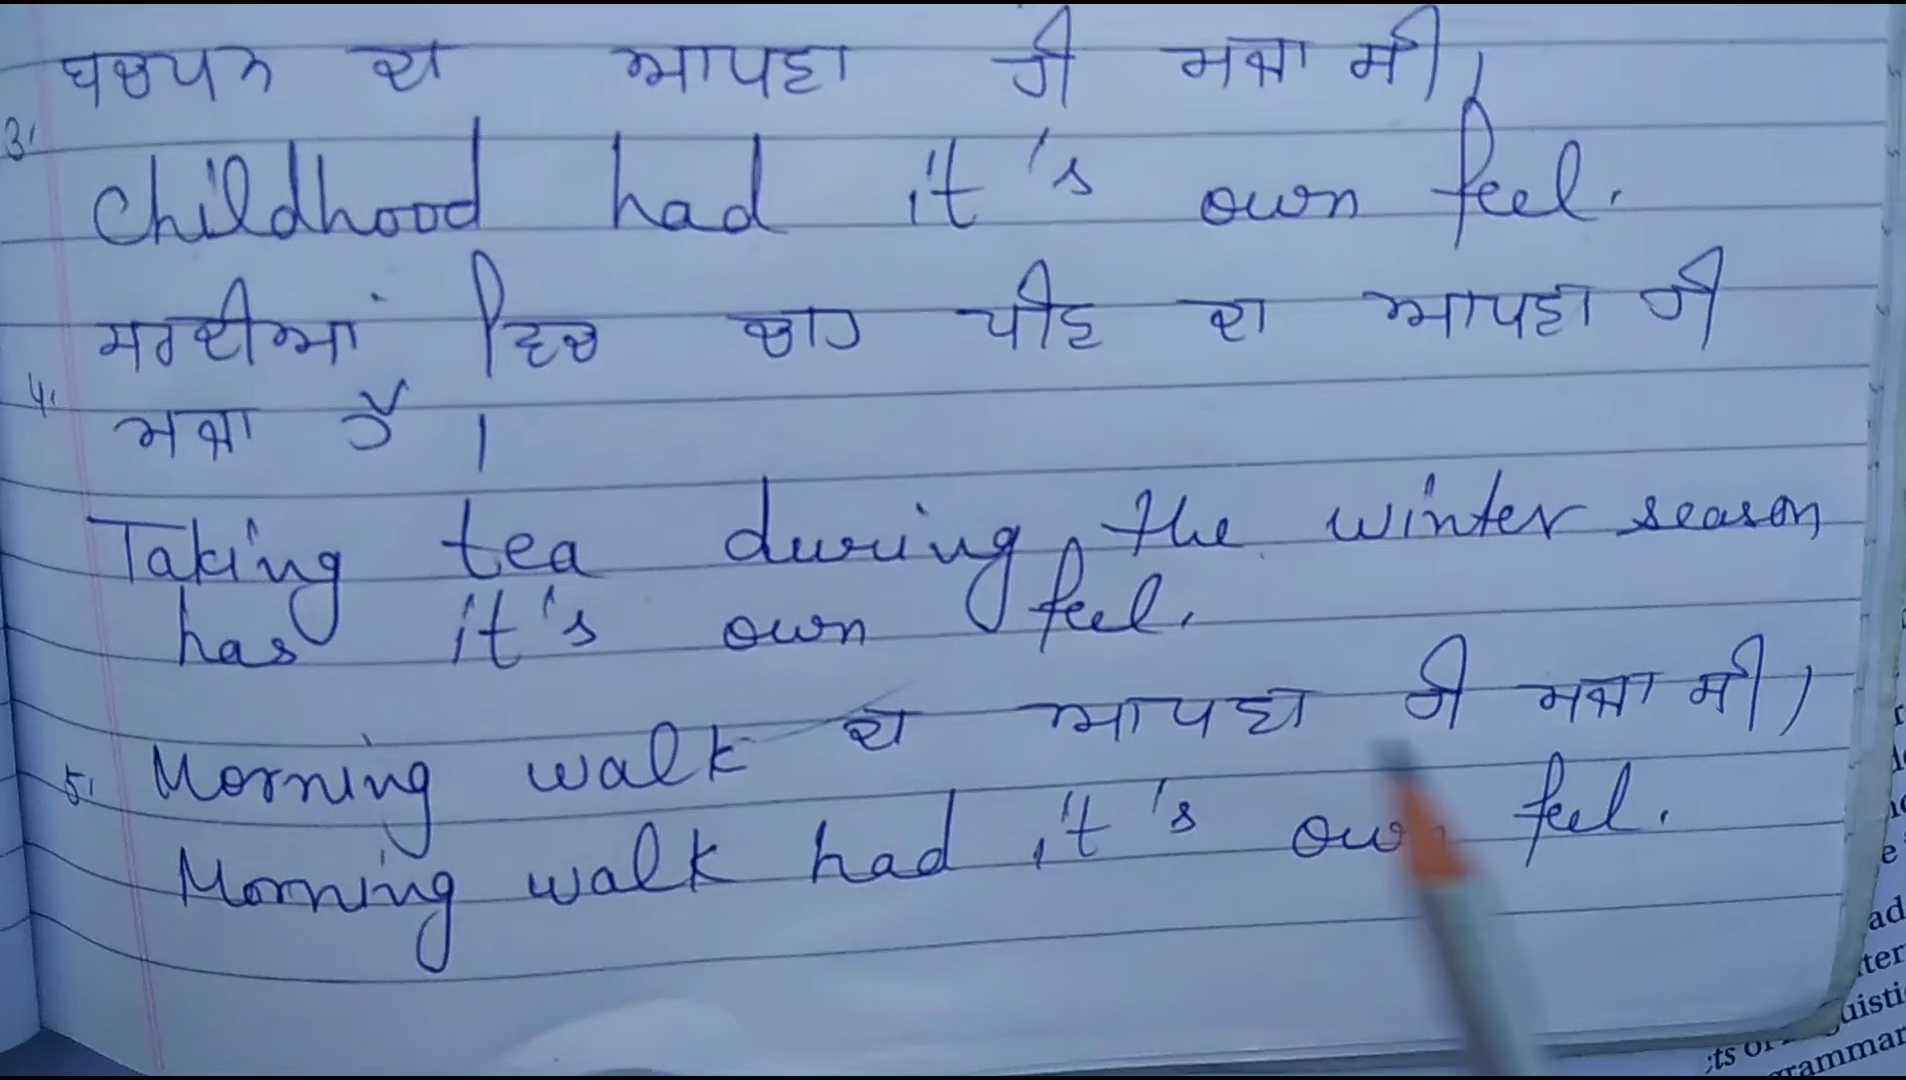 ਬਚਪਨ ਦਾ ਆਪਣਾ ਹੀ ਮਜ਼ਾ ਸੀ।
3. Childhood had it's own feel.
ਸਰਦੀਆਂ ਵਿਚ ਚਾਹ ਪੀਣ ਦਾ ਆਪਣਾ ਹੀ
4. ਮਜ਼ਾ ਹੈ।
Taking tea during the winter season
has it's own feel.
5. Morning walk ਦਾ ਆਪਣਾ ਹੀ ਮਜ਼ਾ ਸੀ।
Morning walk had it's own feel.